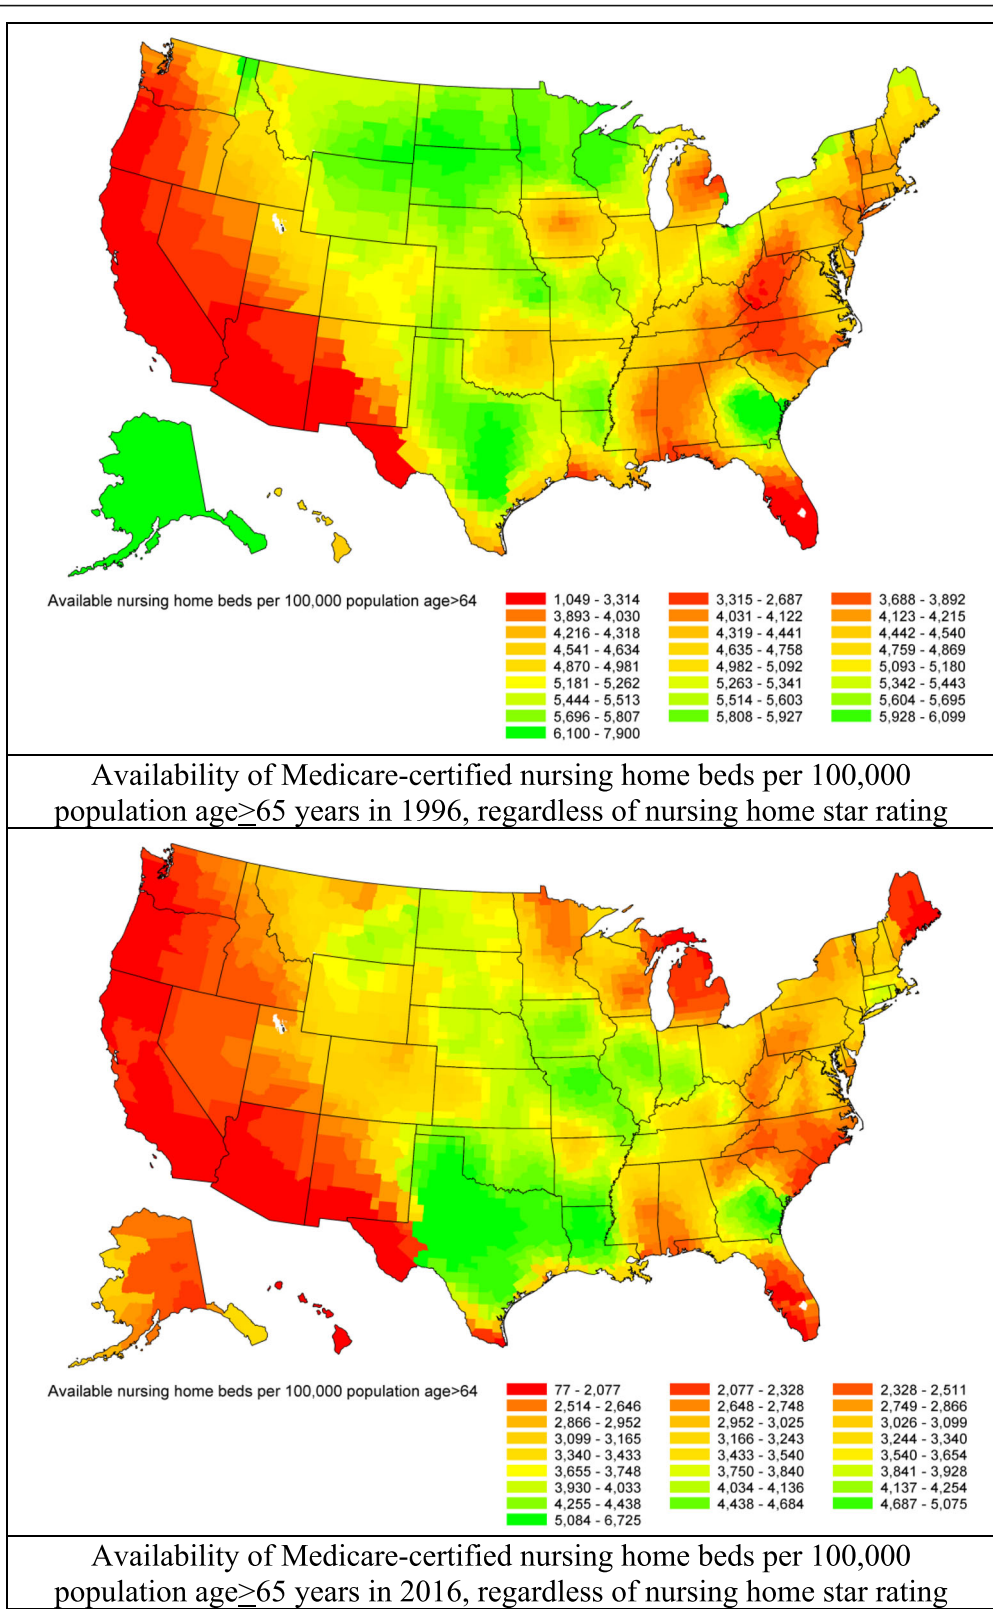 Available nursing home beds per 100,000 population age>64
1,049 - 3,314 3,315 - 2,687 3,688 - 3,892
3,893 - 4,030 4,031 - 4,122 4,123 - 4,215
4,216 - 4,318 4,319 - 4,441 4,442 - 4,540
4,541 - 4,634 4,635 - 4,758 4,759 - 4,869
4,870 - 4,981 4,982 - 5,092 5,093 - 5,180
5,181 - 5,262 5,263 - 5,341 5,342 - 5,443
5,444 - 5,513 5,514 - 5,603 5,604 - 5,695
5,696 - 5,807 5,808 - 5,927 5,928 - 6,099
6,100 - 7,900
Availability of Medicare-certified nursing home beds per 100,000
population age>65 years in 1996, regardless of nursing home star rating
Available nursing home beds per 100,000 population age>64
77 - 2,077 2,077 - 2,328 2,328 - 2,511
2,514 - 2,646 2,648 - 2,748 2,749 - 2,866
2,866 - 2,952 2,952 - 3,025 3,026 - 3,099
3,099 - 3,165 3,166 - 3,243 3,244 - 3,340
3,340 - 3,433 3,433 - 3,540 3,540 - 3,654
3,655 - 3,748 3,750 - 3,840 3,841 - 3,928
3,930 - 4,033 4,034 - 4,136 4,137 - 4,254
4,255 - 4,438 4,438 - 4,684 4,687 - 5,075
5,084 - 6,725
Availability of Medicare-certified nursing home beds per 100,000
population age>65 years in 2016, regardless of nursing home star rating